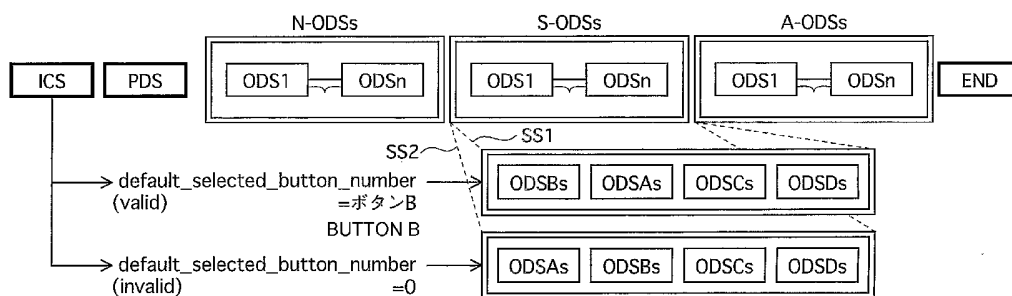 N-ODSs S-ODSs A-ODSs
ICS PDS ODS1 ODSn ODS1 ODSn ODS1 ODSn END
SS1
SS2
default_selected_button_number
(valid) =ボタンB
BUTTON B
ODSBs ODSAs ODSCs ODSDs
default_selected_button_number
(invalid) =0
ODSAs ODSBs ODSCs ODSDs